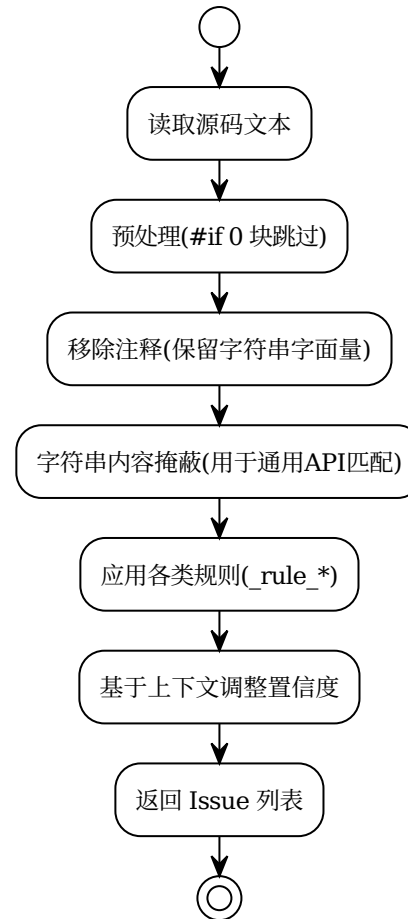 读取源码文本
预处理(#if 0 块跳过)
移除注释(保留字符串字面量)
字符串内容掩蔽(用于通用API匹配)
应用各类规则(_rule_*)
基于上下文调整置信度
返回 Issue 列表